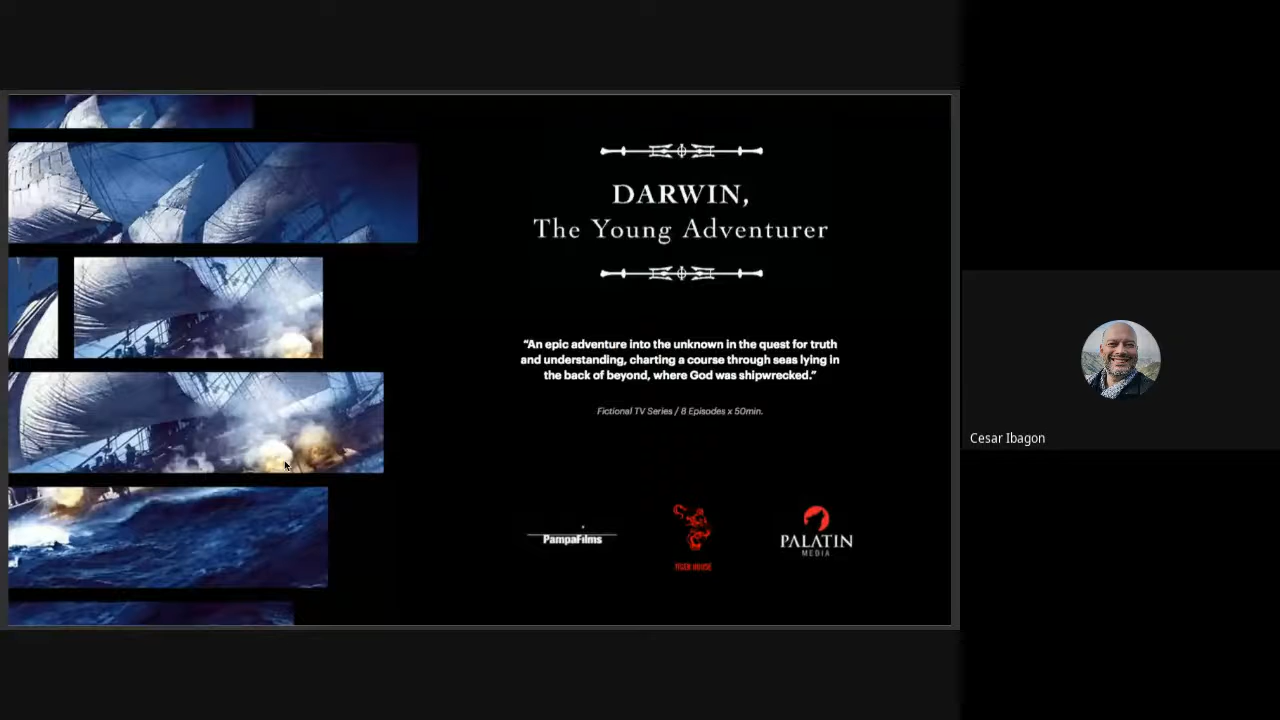 DARWIN,
The Young Adventurer
“An epic adventure into the unknown in the quest for truth
and understanding, charting a course through seas lying in
the back of beyond, where God was shipwrecked.”
Fictional TV Series / 8 Episodes x 50min.
PampaFilms
TIGER HOUSE
PALATIN
MEDIA
Cesar Ibagon